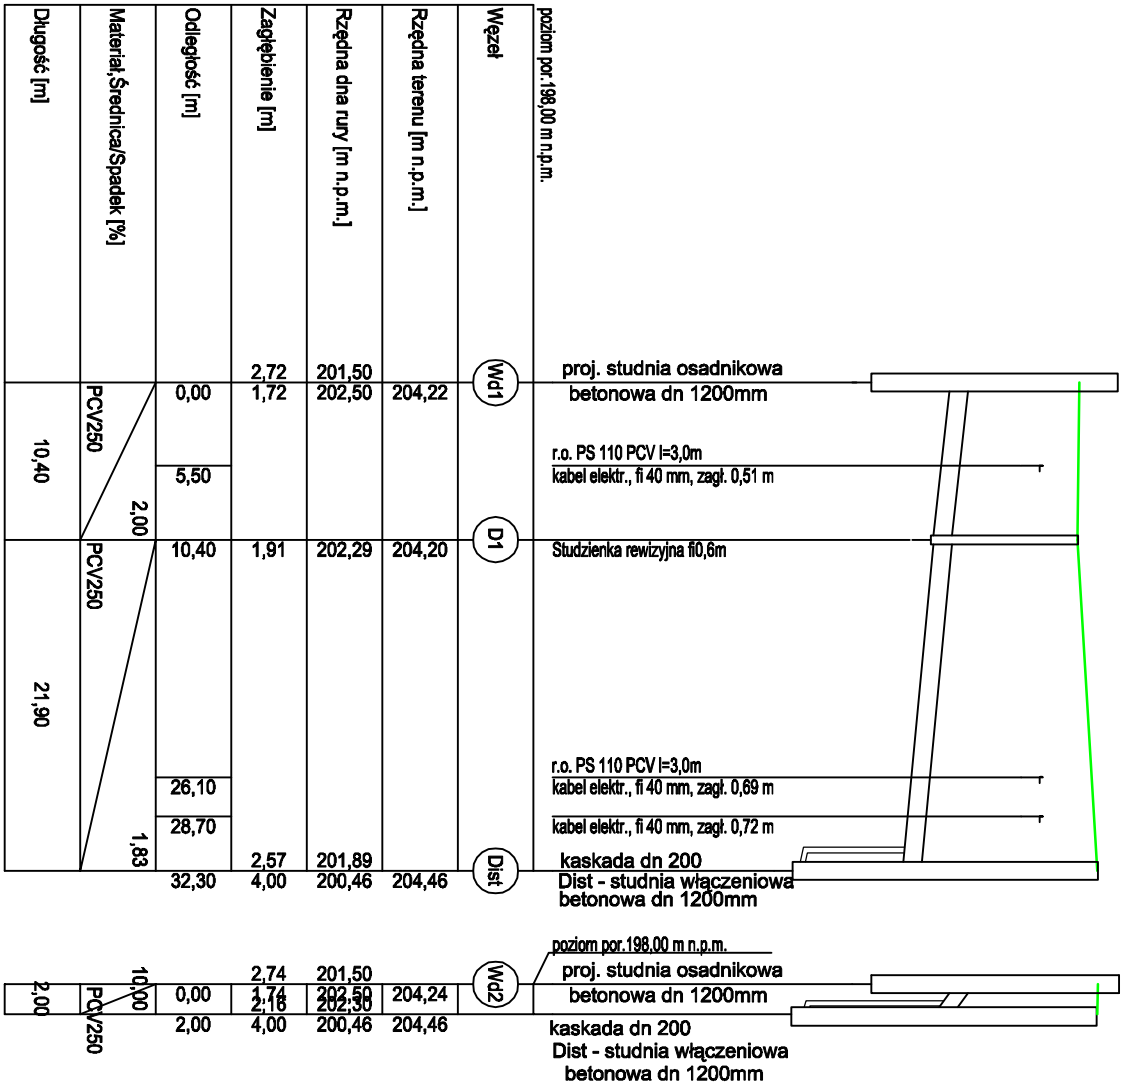 poziom por.198,00 m n.p.m.
Węzeł
Rzędna terenu [m n.p.m.]
Rzędna dna rury [m n.p.m.]
Zagłębienie [m]
Odległość [m]
Materiał,Średnica/Spadek [%]
Długość [m]
2,72 201,50 Wd1 proj. studnia osadnikowa
0,00 1,72 202,50 204,22 betonowa dn 1200mm
PCV250
10,40
r.o. PS 110 PCV l=3,0m
5,50 kabel elektr., fi 40 mm, zagł. 0,51 m
2,00
D1
10,40 1,91 202,29 204,20 Studzienka rewizyjna fi0,6m
PCV250
21,90
r.o. PS 110 PCV l=3,0m
26,10 kabel elektr., fi 40 mm, zagł. 0,69 m
28,70 kabel elektr., fi 40 mm, zagł. 0,72 m
1,83
2,57 201,89 Dist kaskada dn 200
32,30 4,00 200,46 204,46 Dist - studnia włączeniowa
betonowa dn 1200mm
poziom por.198,00 m n.p.m.
10,00 2,74 201,50 Wd2 proj. studnia osadnikowa
2,00 PCV250 0,00 1,74 202,50 204,24 betonowa dn 1200mm
2,16 202,30
2,00 4,00 200,46 204,46 kaskada dn 200
Dist - studnia włączeniowa
betonowa dn 1200mm